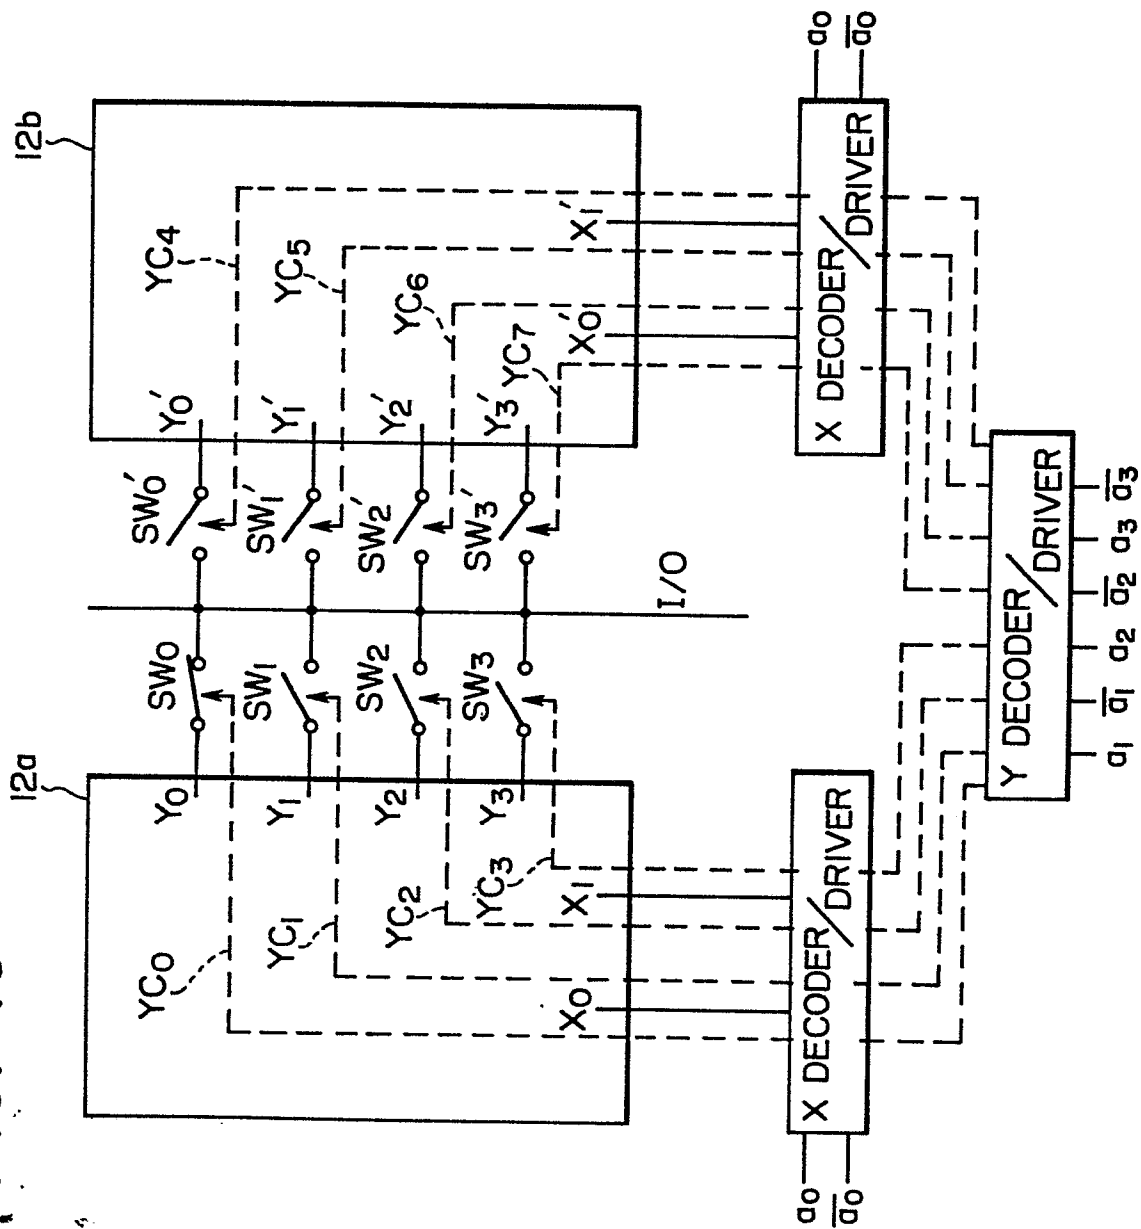 12a
12b
YC0
YC1
YC2
YC3
Y0
Y1
Y2
Y3
X0
X1
SW0
SW1
SW2
SW3
I/O
SW0'
SW1'
SW2'
SW3'
Y0'
Y1'
Y2'
Y3'
YC4
YC5
YC6
YC7
X0'
X1'
a0
a̅0
X DECODER/DRIVER
X DECODER/DRIVER
a0
a̅0
Y DECODER/DRIVER
a1
a̅1
a2
a̅2
a3
a̅3